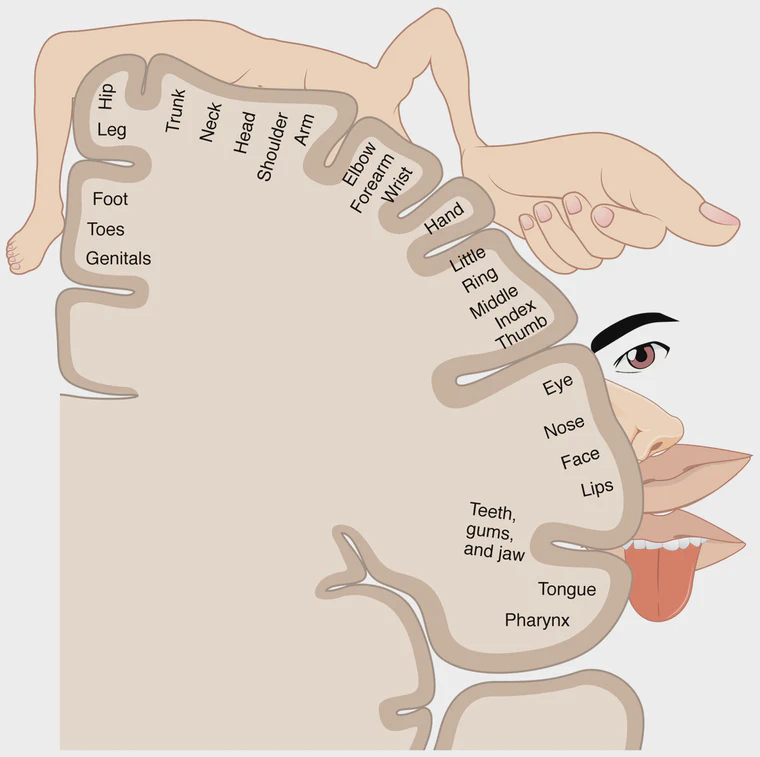 Hip
Leg
Foot
Toes
Genitals
Trunk
Neck
Head
Shoulder
Arm
Elbow
Forearm
Wrist
Hand
Little
Ring
Middle
Index
Thumb
Eye
Nose
Face
Lips
Teeth,
gums,
and jaw
Tongue
Pharynx